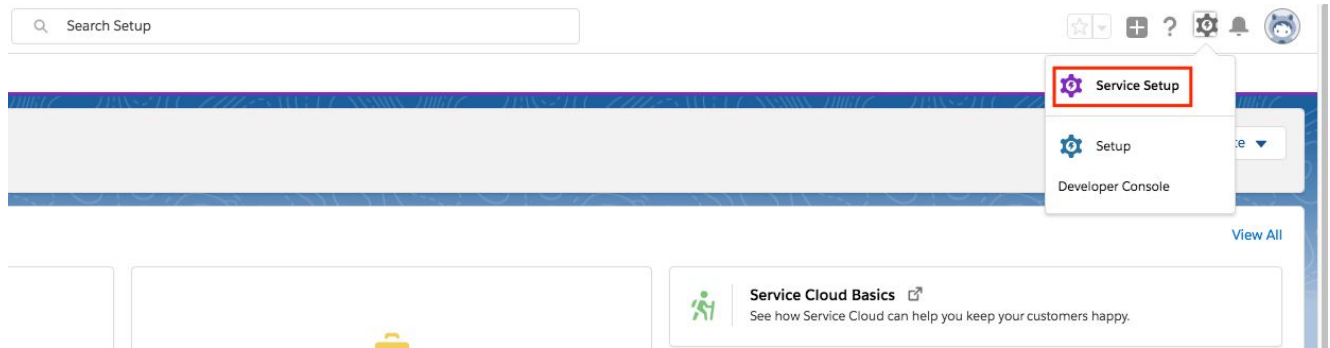 Search Setup
?
Service Setup
Setup
te
Developer Console
View All
Service Cloud Basics
See how Service Cloud can help you keep your customers happy.